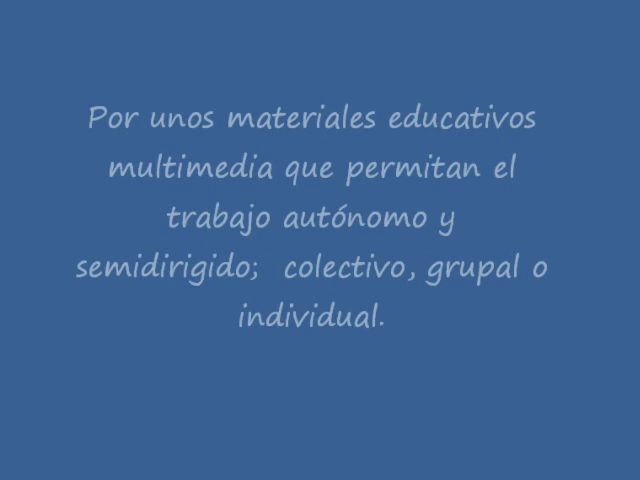 Por unos materiales educativos
multimedia que permitan el
trabajo autónomo y
semidirigido;  colectivo, grupal o
individual.